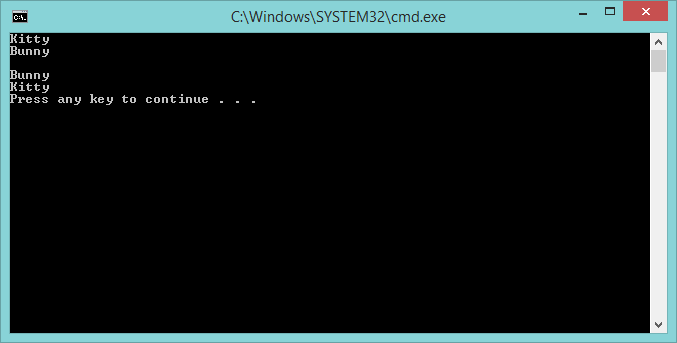 C:\Windows\SYSTEM32\cmd.exe
Kitty
Bunny

Bunny
Kitty
Press any key to continue . . .